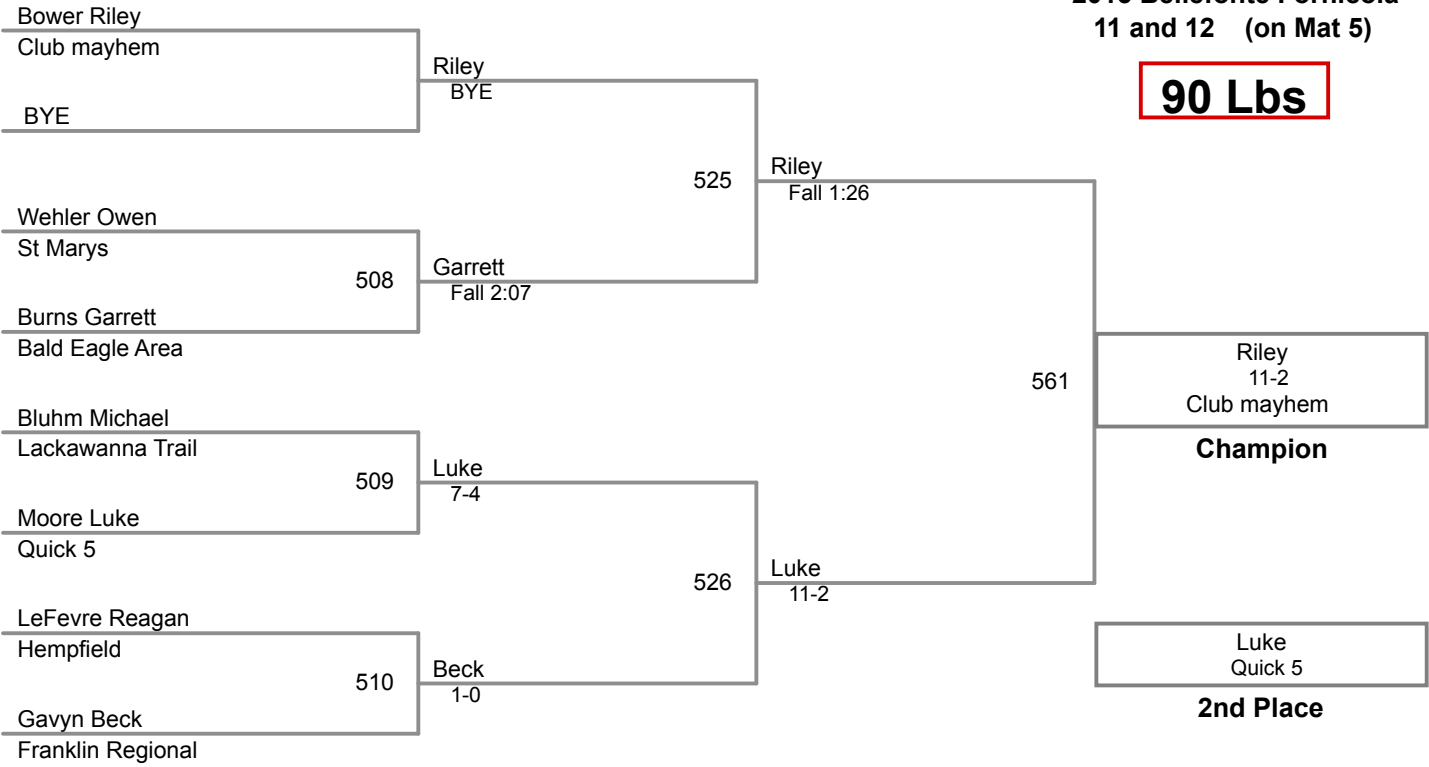 Bower Riley
Club mayhem
BYE
Wehler Owen
St Marys
Burns Garrett
Bald Eagle Area
Bluhm Michael
Lackawanna Trail
Moore Luke
Quick 5
LeFevre Reagan
Hempfield
Gavyn Beck
Franklin Regional
508
509
510
Riley
BYE
Garrett
Fall 2:07
Luke
7-4
Beck
1-0
525
526
Riley
Fall 1:26
Luke
11-2
561
11 and 12 (on Mat 5)
90 Lbs
Riley
11-2
Club mayhem
Champion
Luke
Quick 5
2nd Place